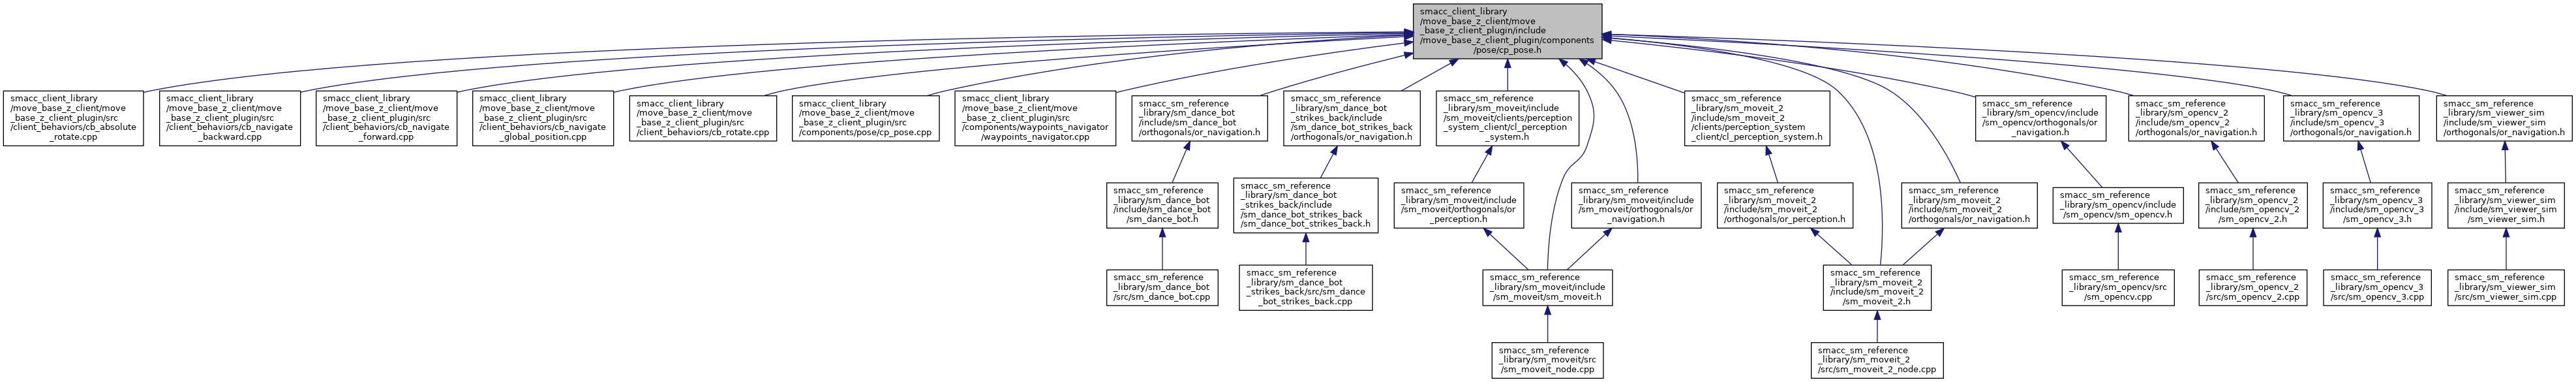 smacc_client_library
/move_base_z_client/move
_base_z_client_plugin/include
/move_base_z_client_plugin/components
/pose/cp_pose.h
smacc_client_library
/move_base_z_client/move
_base_z_client_plugin/src
/client_behaviors/cb_absolute
_rotate.cpp
smacc_client_library
/move_base_z_client/move
_base_z_client_plugin/src
/client_behaviors/cb_navigate
_backward.cpp
smacc_client_library
/move_base_z_client/move
_base_z_client_plugin/src
/client_behaviors/cb_navigate
_forward.cpp
smacc_client_library
/move_base_z_client/move
_base_z_client_plugin/src
/client_behaviors/cb_navigate
_global_position.cpp
smacc_client_library
/move_base_z_client/move
_base_z_client_plugin/src
/client_behaviors/cb_rotate.cpp
smacc_client_library
/move_base_z_client/move
_base_z_client_plugin/src
/components/pose/cp_pose.cpp
smacc_client_library
/move_base_z_client/move
_base_z_client_plugin/src
/components/waypoints_navigator
/waypoints_navigator.cpp
smacc_sm_reference
_library/sm_dance_bot
/include/sm_dance_bot
/orthogonals/or_navigation.h
smacc_sm_reference
_library/sm_dance_bot
_strikes_back/include
/sm_dance_bot_strikes_back
/orthogonals/or_navigation.h
smacc_sm_reference
_library/sm_moveit/include
/sm_moveit/clients/perception
_system_client/cl_perception
_system.h
smacc_sm_reference
_library/sm_moveit_2
/include/sm_moveit_2
/clients/perception_system
_client/cl_perception_system.h
smacc_sm_reference
_library/sm_opencv/include
/sm_opencv/orthogonals/or
_navigation.h
smacc_sm_reference
_library/sm_opencv_2
/include/sm_opencv_2
/orthogonals/or_navigation.h
smacc_sm_reference
_library/sm_opencv_3
/include/sm_opencv_3
/orthogonals/or_navigation.h
smacc_sm_reference
_library/sm_viewer_sim
/include/sm_viewer_sim
/orthogonals/or_navigation.h
smacc_sm_reference
_library/sm_dance_bot
/include/sm_dance_bot
/sm_dance_bot.h
smacc_sm_reference
_library/sm_dance_bot
_strikes_back/include
/sm_dance_bot_strikes_back
/sm_dance_bot_strikes_back.h
smacc_sm_reference
_library/sm_moveit/include
/sm_moveit/orthogonals/or
_perception.h
smacc_sm_reference
_library/sm_moveit/include
/sm_moveit/orthogonals/or
_navigation.h
smacc_sm_reference
_library/sm_moveit_2
/include/sm_moveit_2
/orthogonals/or_perception.h
smacc_sm_reference
_library/sm_moveit_2
/include/sm_moveit_2
/orthogonals/or_navigation.h
smacc_sm_reference
_library/sm_opencv/include
/sm_opencv/sm_opencv.h
smacc_sm_reference
_library/sm_opencv_2
/include/sm_opencv_2
/sm_opencv_2.h
smacc_sm_reference
_library/sm_opencv_3
/include/sm_opencv_3
/sm_opencv_3.h
smacc_sm_reference
_library/sm_viewer_sim
/include/sm_viewer_sim
/sm_viewer_sim.h
smacc_sm_reference
_library/sm_dance_bot
/src/sm_dance_bot.cpp
smacc_sm_reference
_library/sm_dance_bot
_strikes_back/src/sm_dance
_bot_strikes_back.cpp
smacc_sm_reference
_library/sm_moveit/include
/sm_moveit/sm_moveit.h
smacc_sm_reference
_library/sm_moveit_2
/include/sm_moveit_2
/sm_moveit_2.h
smacc_sm_reference
_library/sm_opencv/src
/sm_opencv.cpp
smacc_sm_reference
_library/sm_opencv_2
/src/sm_opencv_2.cpp
smacc_sm_reference
_library/sm_opencv_3
/src/sm_opencv_3.cpp
smacc_sm_reference
_library/sm_viewer_sim
/src/sm_viewer_sim.cpp
smacc_sm_reference
_library/sm_moveit/src
/sm_moveit_node.cpp
smacc_sm_reference
_library/sm_moveit_2
/src/sm_moveit_2_node.cpp